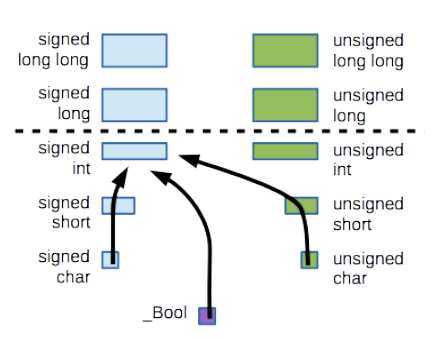 signed
long long
unsigned
long long
signed
long
unsigned
long
signed
int
unsigned
int
signed
short
unsigned
short
signed
char
unsigned
char
_Bool